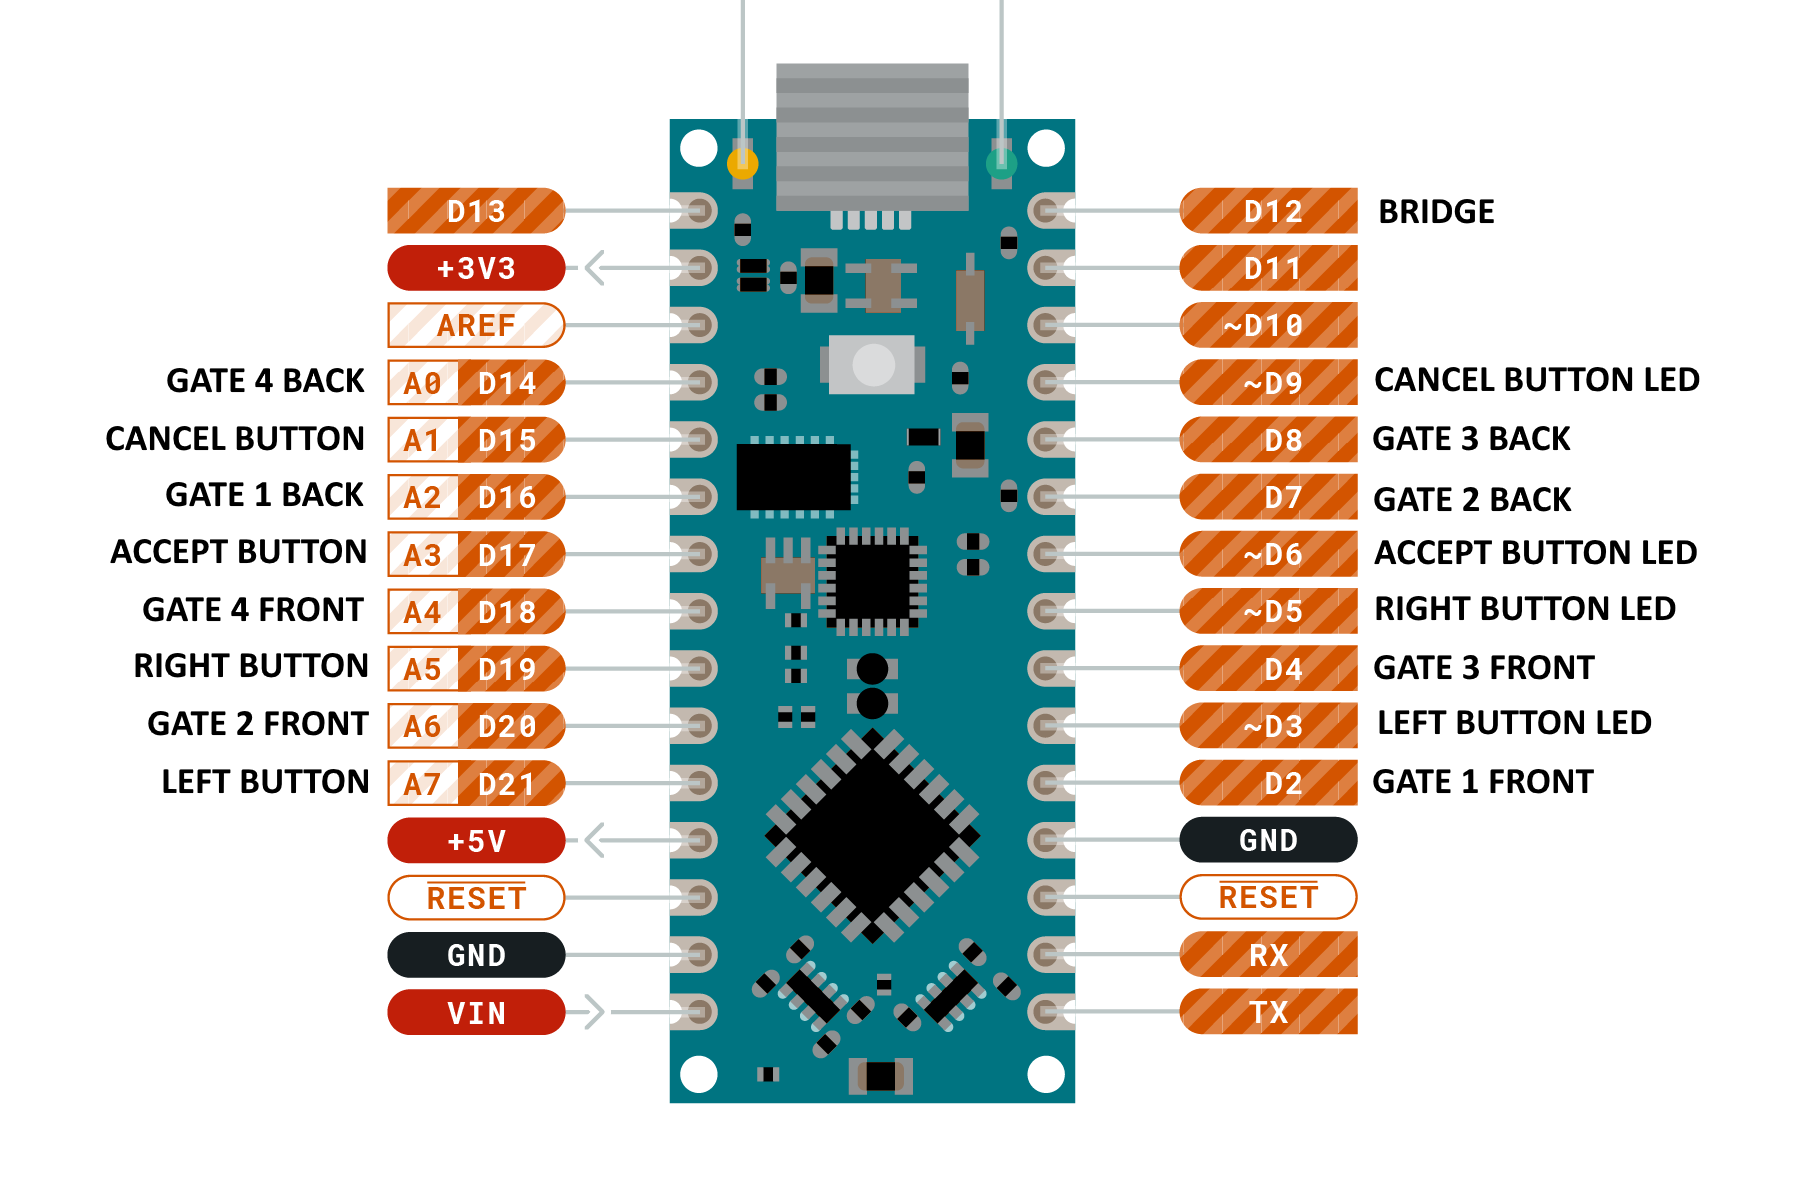 D13 D12 BRIDGE
+3V3 D11
AREF ~D10
GATE 4 BACK A0 D14 ~D9 CANCEL BUTTON LED
CANCEL BUTTON A1 D15 D8 GATE 3 BACK
GATE 1 BACK A2 D16 D7 GATE 2 BACK
ACCEPT BUTTON A3 D17 ~D6 ACCEPT BUTTON LED
GATE 4 FRONT A4 D18 ~D5 RIGHT BUTTON LED
RIGHT BUTTON A5 D19 D4 GATE 3 FRONT
GATE 2 FRONT A6 D20 ~D3 LEFT BUTTON LED
LEFT BUTTON A7 D21 D2 GATE 1 FRONT
+5V GND
RESET RESET
GND RX
VIN TX